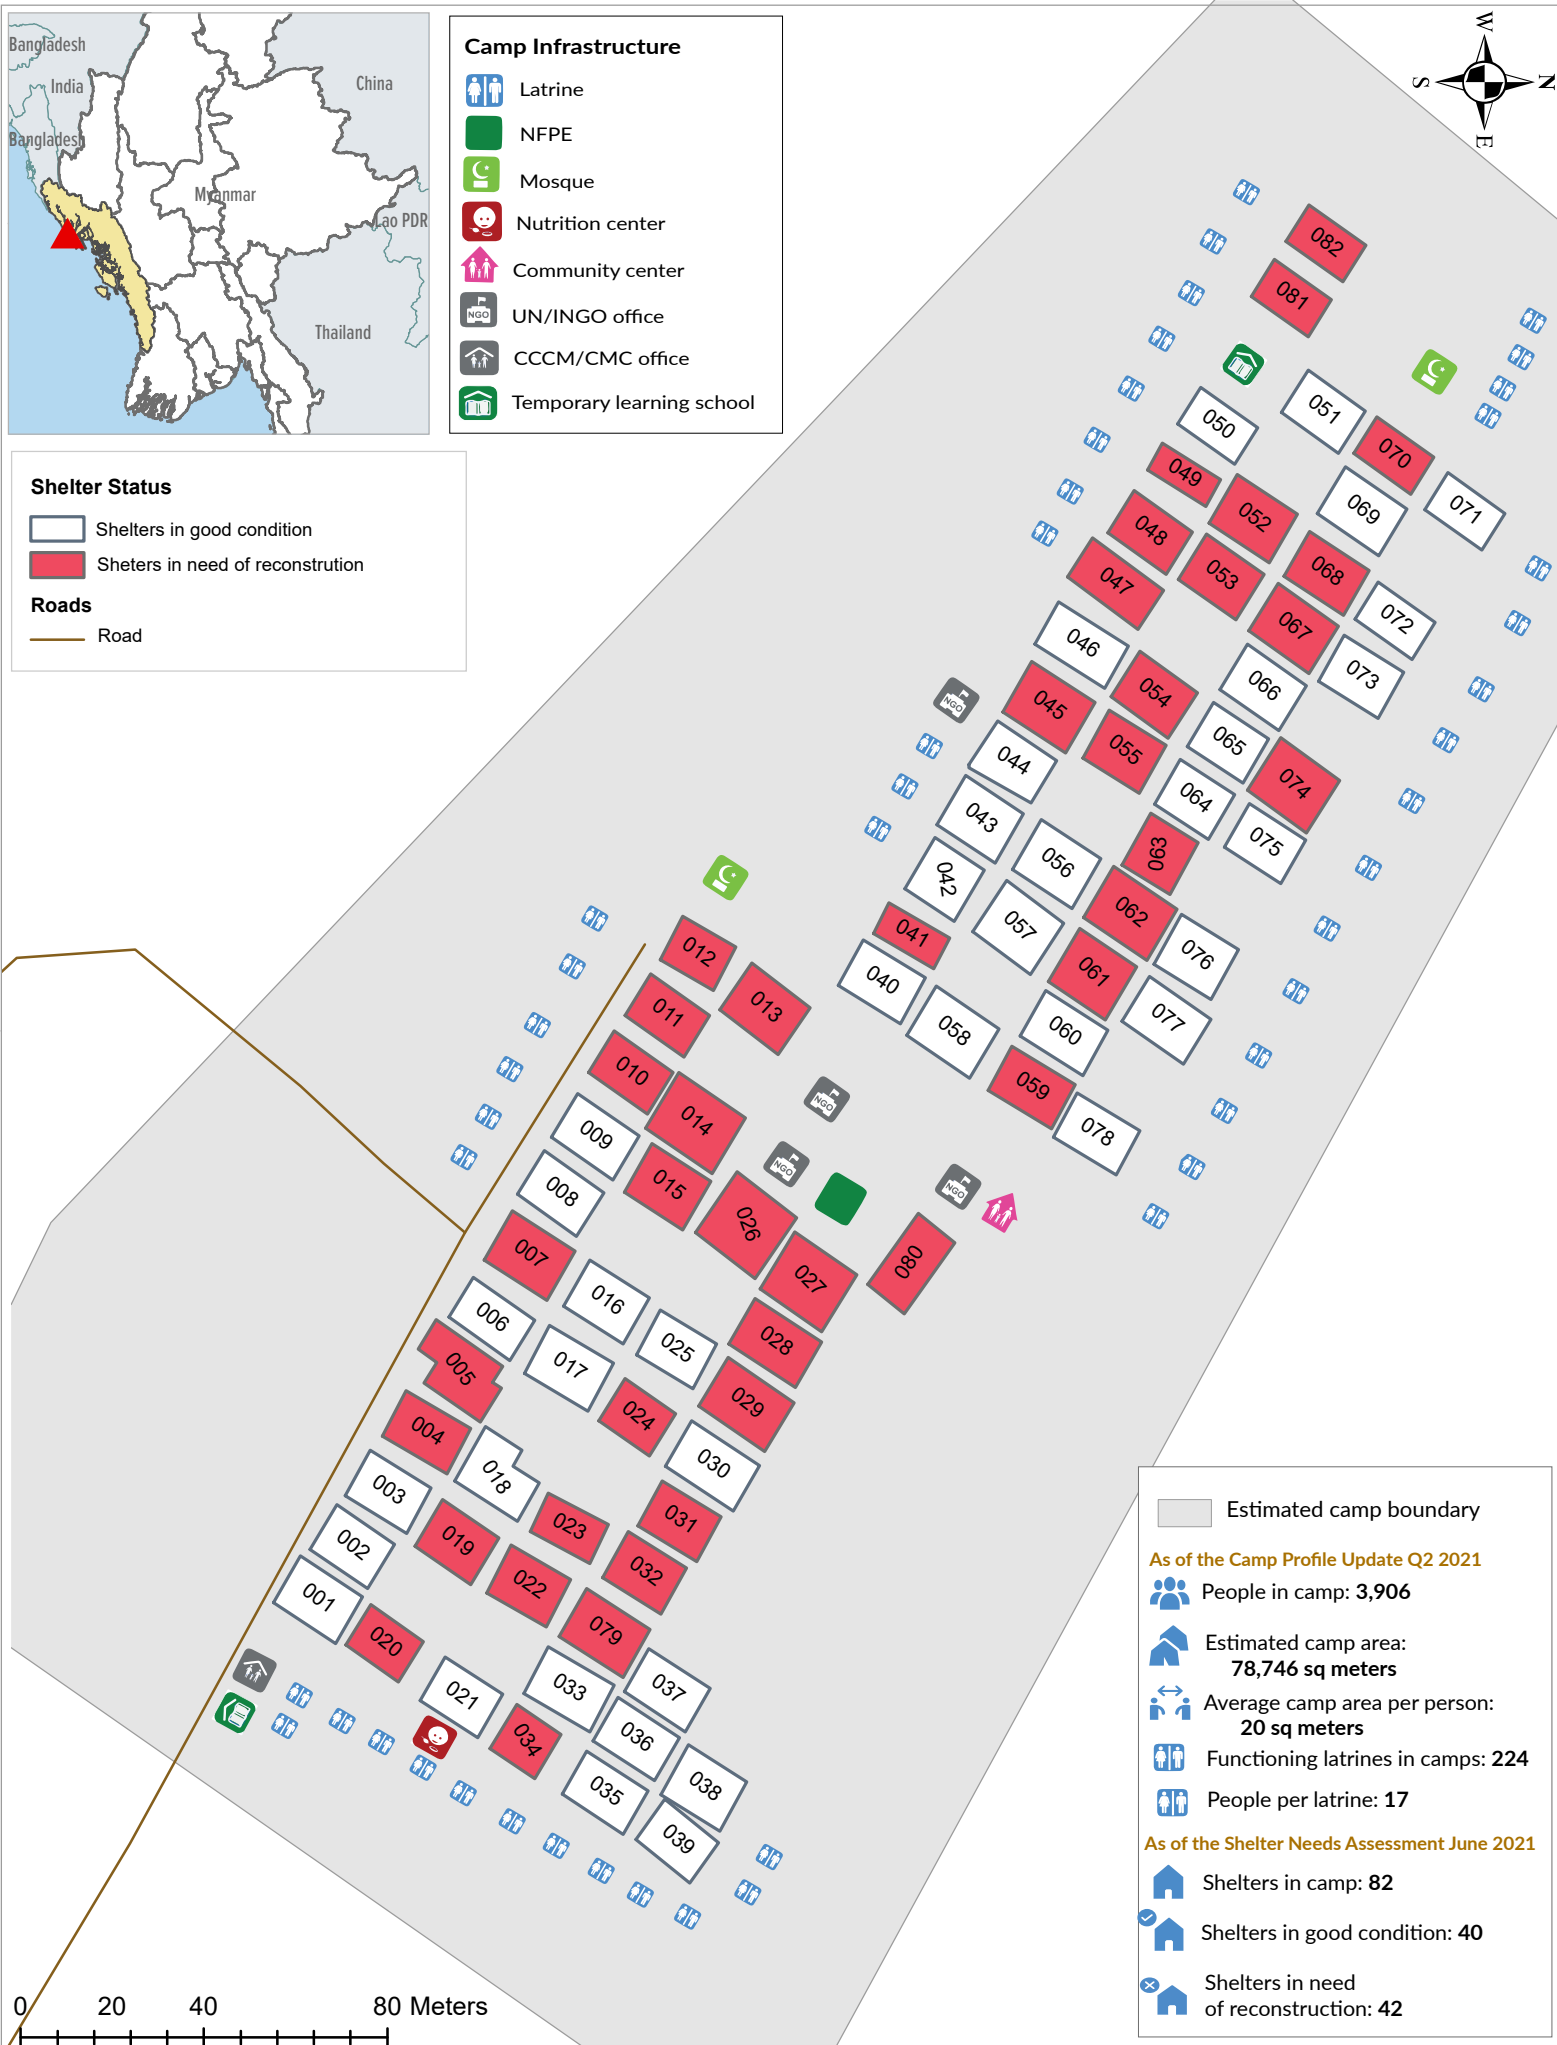 Bangladesh
India
China
Bangladesh
Myanmar
Lao PDR
Thailand
Camp Infrastructure
Latrine
NFPE
Mosque
Nutrition center
Community center
NGO
UN/INGO office
CCCM/CMC office
Temporary learning school
Shelter Status
Shelters in good condition
Sheters in need of reconstrution
Roads
Road
W
S
N
E
082
081
051
050
070
049
071
069
052
048
068
053
047
072
067
046
073
066
054
045
NGO
065
055
044
074
064
043
075
063
056
042
062
057
041
076
012
061
040
013
011
077
060
058
010
059
NGO
014
078
009
NGO
015
NGO
008
026
007
080
027
016
006
028
025
017
005
029
024
004
030
018
003
031
023
019
002
032
022
001
079
020
033
037
021
036
034
038
035
039
Estimated camp boundary
As of the Camp Profile Update Q2 2021
People in camp: 3,906
Estimated camp area:
78,746 sq meters
Average camp area per person:
20 sq meters
Functioning latrines in camps: 224
People per latrine: 17
As of the Shelter Needs Assessment June 2021
Shelters in camp: 82
Shelters in good condition: 40
Shelters in need
of reconstruction: 42
0 20 40 80 Meters